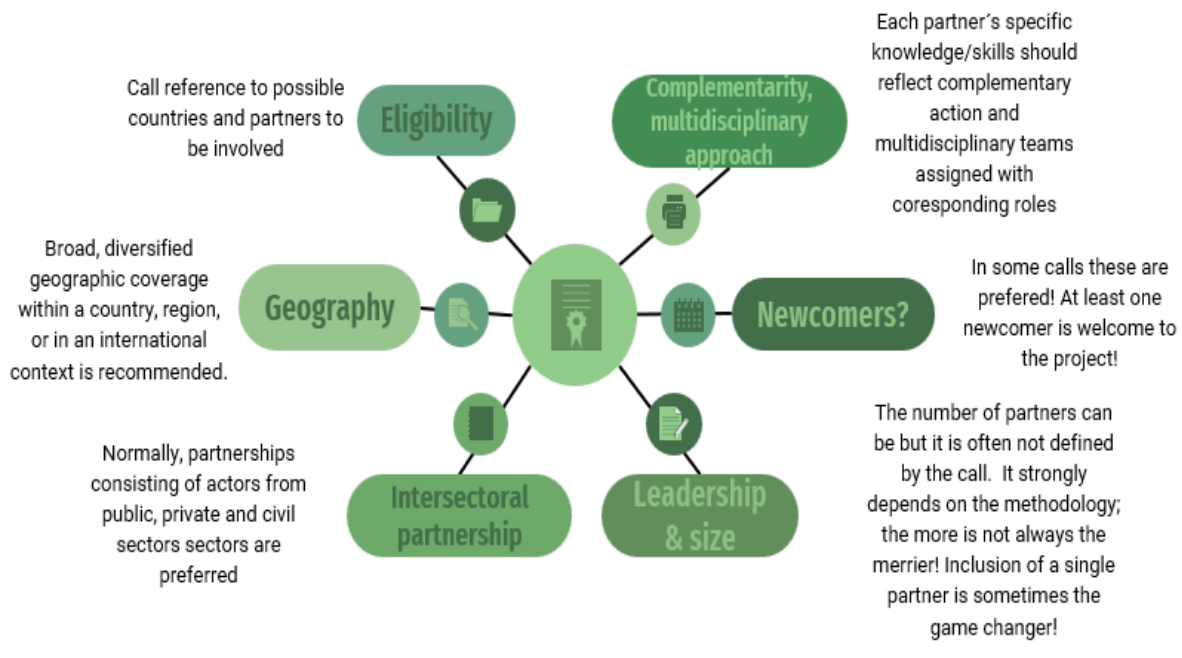 Call reference to possible
countries and partners to
be involved
Eligibility
Complementarity,
multidisciplinary
approach
Each partner´s specific
knowledge/skills should
reflect complementary
action and
multidisciplinary teams
assigned with
coresponding roles
Broad, diversified
geographic coverage
within a country, region,
or in an international
context is recommended.
Geography
Newcomers?
In some calls these are
prefered! At least one
newcomer is welcome to
the project!
Normally, partnerships
consisting of actors from
public, private and civil
sectors sectors are
preferred
Intersectoral
partnership
Leadership
& size
The number of partners can
be but it is often not defined
by the call. It strongly
depends on the methodology;
the more is not always the
merrier! Inclusion of a single
partner is sometimes the
game changer!